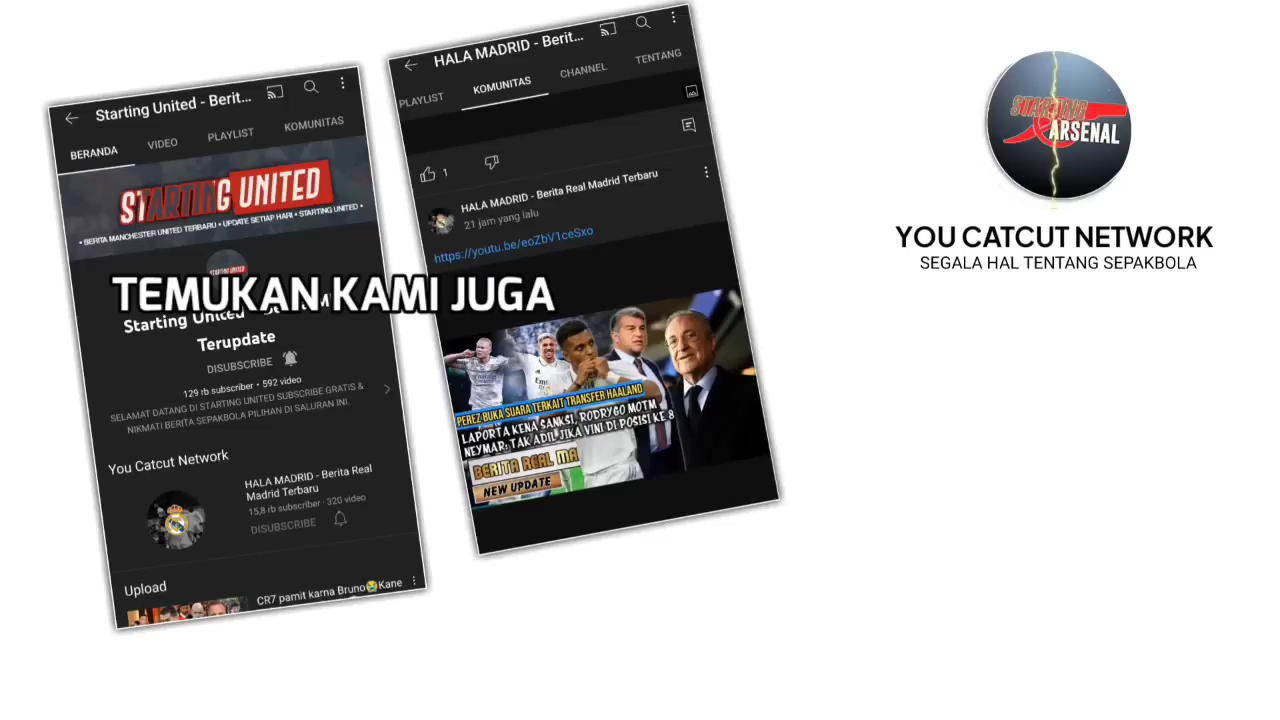 Starting United - Berit...
BERANDA
VIDEO
PLAYLIST
KOMUNITAS
STARTING UNITED
• BERITA MANCHESTER UNITED TERBARU • UPDATE SETIAP HARI • STARTING UNITED •
STARTING UNITED
TEMUKAN KAMI JUGA
Starting United
Terupdate
DISUBSCRIBE
129 rb subscriber • 592 video
SELAMAT DATANG DI STARTING UNITED SUBSCRIBE GRATIS &
NIKMATI BERITA SEPAKBOLA PILIHAN DI SALURAN INI.
You Catcut Network
HALA MADRID - Berita Real
Madrid Terbaru
15,8 rb subscriber · 320 video
DISUBSCRIBE
Upload
CR7 pamit karna Bruno😭Kane
HALA MADRID - Berit...
PLAYLIST
KOMUNITAS
CHANNEL
TENTANG
1
HALA MADRID - Berita Real Madrid Terbaru
21 jam yang lalu
https://youtu.be/eoZbV1ceSxo
PEREZ BUKA SUARA TERKAIT TRANSFER HAALAND
LAPORTA KENA SANKSI, RODRYGO MOTM
NEYMAR: TAK ADIL JIKA VINI DI POSISI KE 8
BERITA REAL MA
NEW UPDATE
STARTING
ARSENAL
YOU CATCUT NETWORK
SEGALA HAL TENTANG SEPAKBOLA